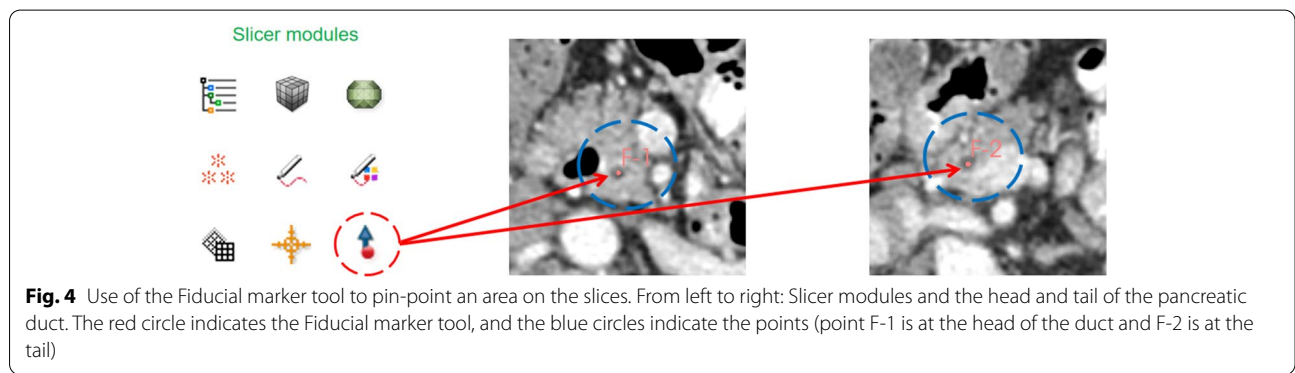 Slicer modules
F-1
F-2
Fig. 4 Use of the Fiducial marker tool to pin-point an area on the slices. From left to right: Slicer modules and the head and tail of the pancreatic
duct. The red circle indicates the Fiducial marker tool, and the blue circles indicate the points (point F-1 is at the head of the duct and F-2 is at the
tail)